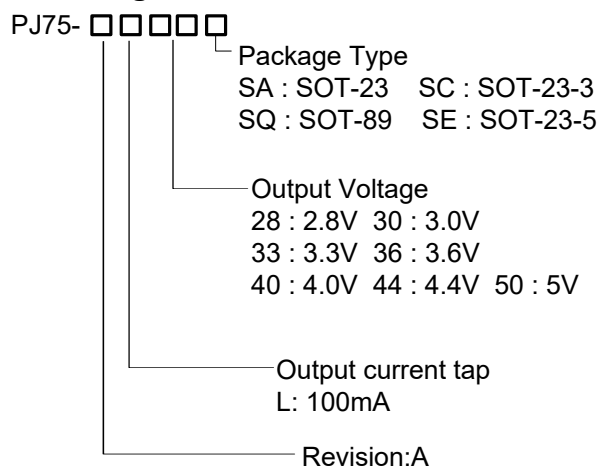 PJ75- □□□□□
Package Type
SA : SOT-23 SC : SOT-23-3
SQ : SOT-89 SE : SOT-23-5
Output Voltage
28 : 2.8V 30 : 3.0V
33 : 3.3V 36 : 3.6V
40 : 4.0V 44 : 4.4V 50 : 5V
Output current tap
L: 100mA
Revision:A